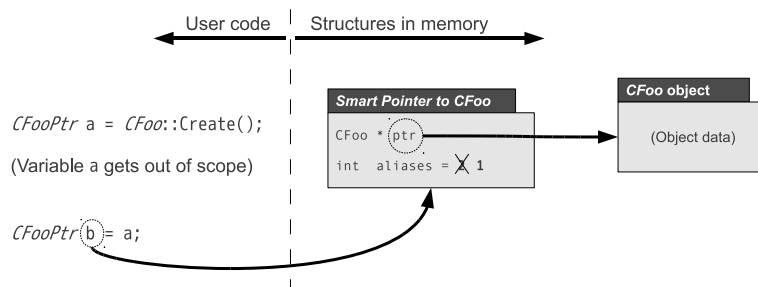 User code
Structures in memory
CFooPtr a = CFoo::Create();
(Variable a gets out of scope)
CFooPtr b = a;
Smart Pointer to CFoo
CFoo * ptr
int aliases = 2 1
CFoo object
(Object data)